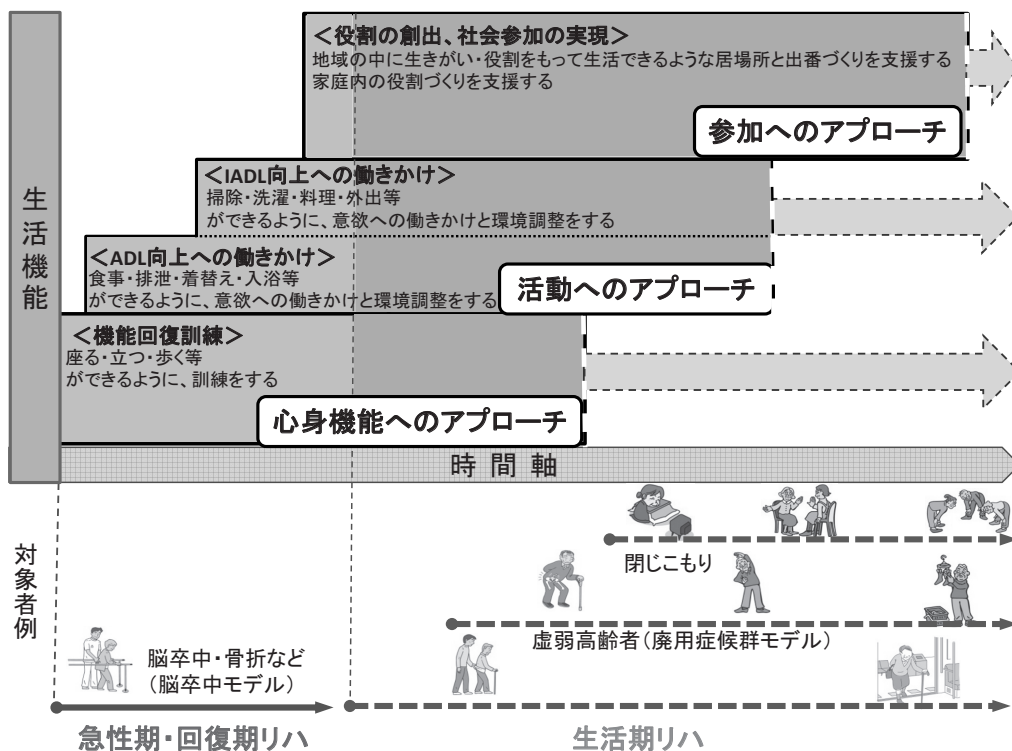 ＜役割の創出、社会参加の実現＞
地域の中に生きがい・役割をもって生活できるような居場所と出番づくりを支援する
家庭内の役割づくりを支援する
参加へのアプローチ
＜IADL向上への働きかけ＞
掃除・洗濯・料理・外出等
ができるように、意欲への働きかけと環境調整をする
＜ADL向上への働きかけ＞
食事・排泄・着替え・入浴等
ができるように、意欲への働きかけと環境調整をする
活動へのアプローチ
＜機能回復訓練＞
座る・立つ・歩く等
ができるように、訓練をする
心身機能へのアプローチ
生活機能
時間軸
対象者例
閉じこもり
虚弱高齢者（廃用症候群モデル）
脳卒中・骨折など
（脳卒中モデル）
急性期・回復期リハ
生活期リハ